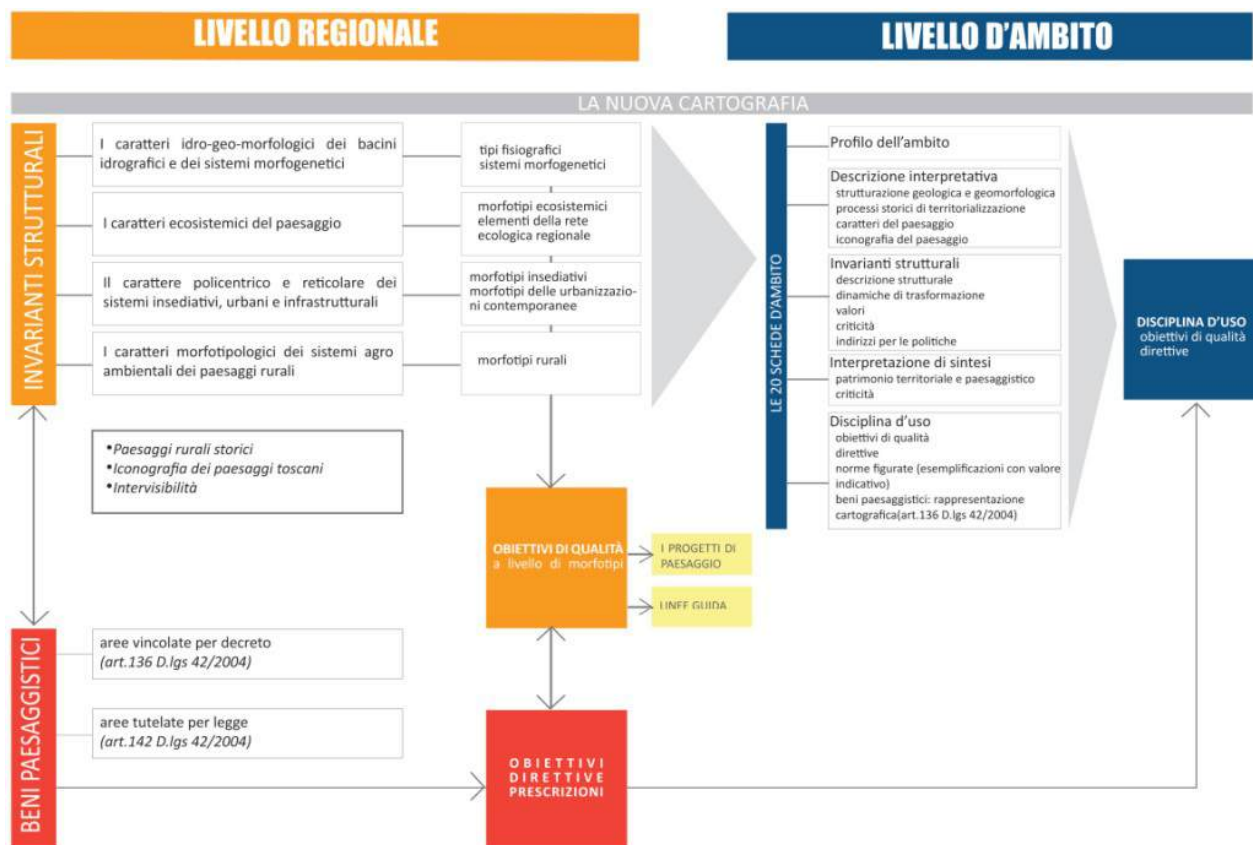 LIVELLO REGIONALE
LIVELLO D'AMBITO
LA NUOVA CARTOGRAFIA
INVARIANTI STRUTTURALI
I caratteri idro-geo-morfologici dei bacini
idrografici e dei sistemi morfogenetici
I caratteri ecosistemici del paesaggio
Il carattere policentrico e reticolare dei
sistemi insediativi, urbani e infrastrutturali
I caratteri morfotipologici dei sistemi agro
ambientali dei paesaggi rurali
tipi fisiografici
sistemi morfogenetici
morfotipi ecosistemici
elementi della rete
ecologica regionale
morfotipi insediativi
morfotipi delle urbanizzazio-
ni contemporanee
morfotipi rurali
•Paesaggi rurali storici
•Iconografia dei paesaggi toscani
•Intervisibilità
OBIETTIVI DI QUALITÀ
a livello di morfotipi
I PROGETTI DI
PAESAGGIO
LINEE GUIDA
BENI PAESAGGISTICI
aree vincolate per decreto
(art.136 D.lgs 42/2004)
aree tutelate per legge
(art.142 D.lgs 42/2004)
OBIETTIVI
DIRETTIVE
PRESCRIZIONI
LE 20 SCHEDE D'AMBITO
Profilo dell'ambito
Descrizione interpretativa
strutturazione geologica e geomorfologica
processi storici di territorializzazione
caratteri del paesaggio
iconografia del paesaggio
Invarianti strutturali
descrizione strutturale
dinamiche di trasformazione
valori
criticità
indirizzi per le politiche
Interpretazione di sintesi
patrimonio territoriale e paesaggistico
criticità
Disciplina d'uso
obiettivi di qualità
direttive
norme figurate (esemplificazioni con valore
indicativo)
beni paesaggistici: rappresentazione
cartografica(art.136 D.lgs 42/2004)
DISCIPLINA D'USO
obiettivi di qualità
direttive